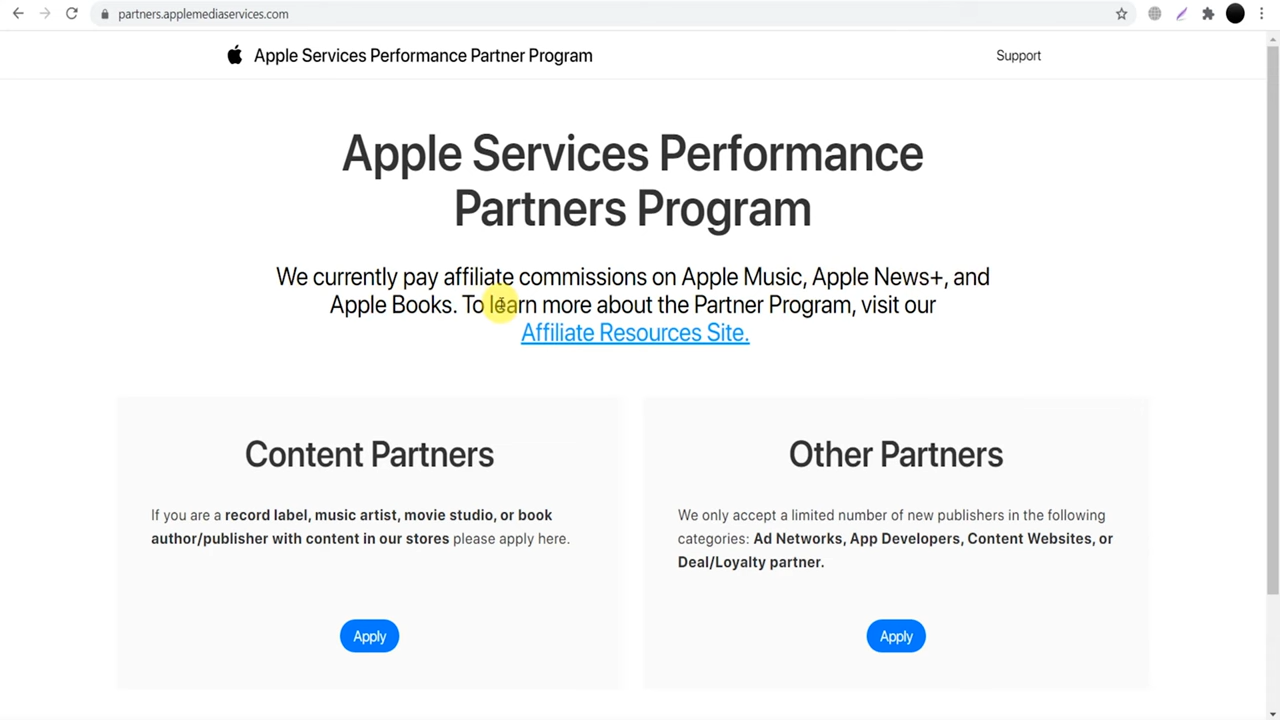 partners.applemediaservices.com
Apple Services Performance Partner Program
Support
Apple Services Performance
Partners Program
We currently pay affiliate commissions on Apple Music, Apple News+, and
Apple Books. To learn more about the Partner Program, visit our
Affiliate Resources Site.
Content Partners
If you are a record label, music artist, movie studio, or book
author/publisher with content in our stores please apply here.
Apply
Other Partners
We only accept a limited number of new publishers in the following
categories: Ad Networks, App Developers, Content Websites, or
Deal/Loyalty partner.
Apply